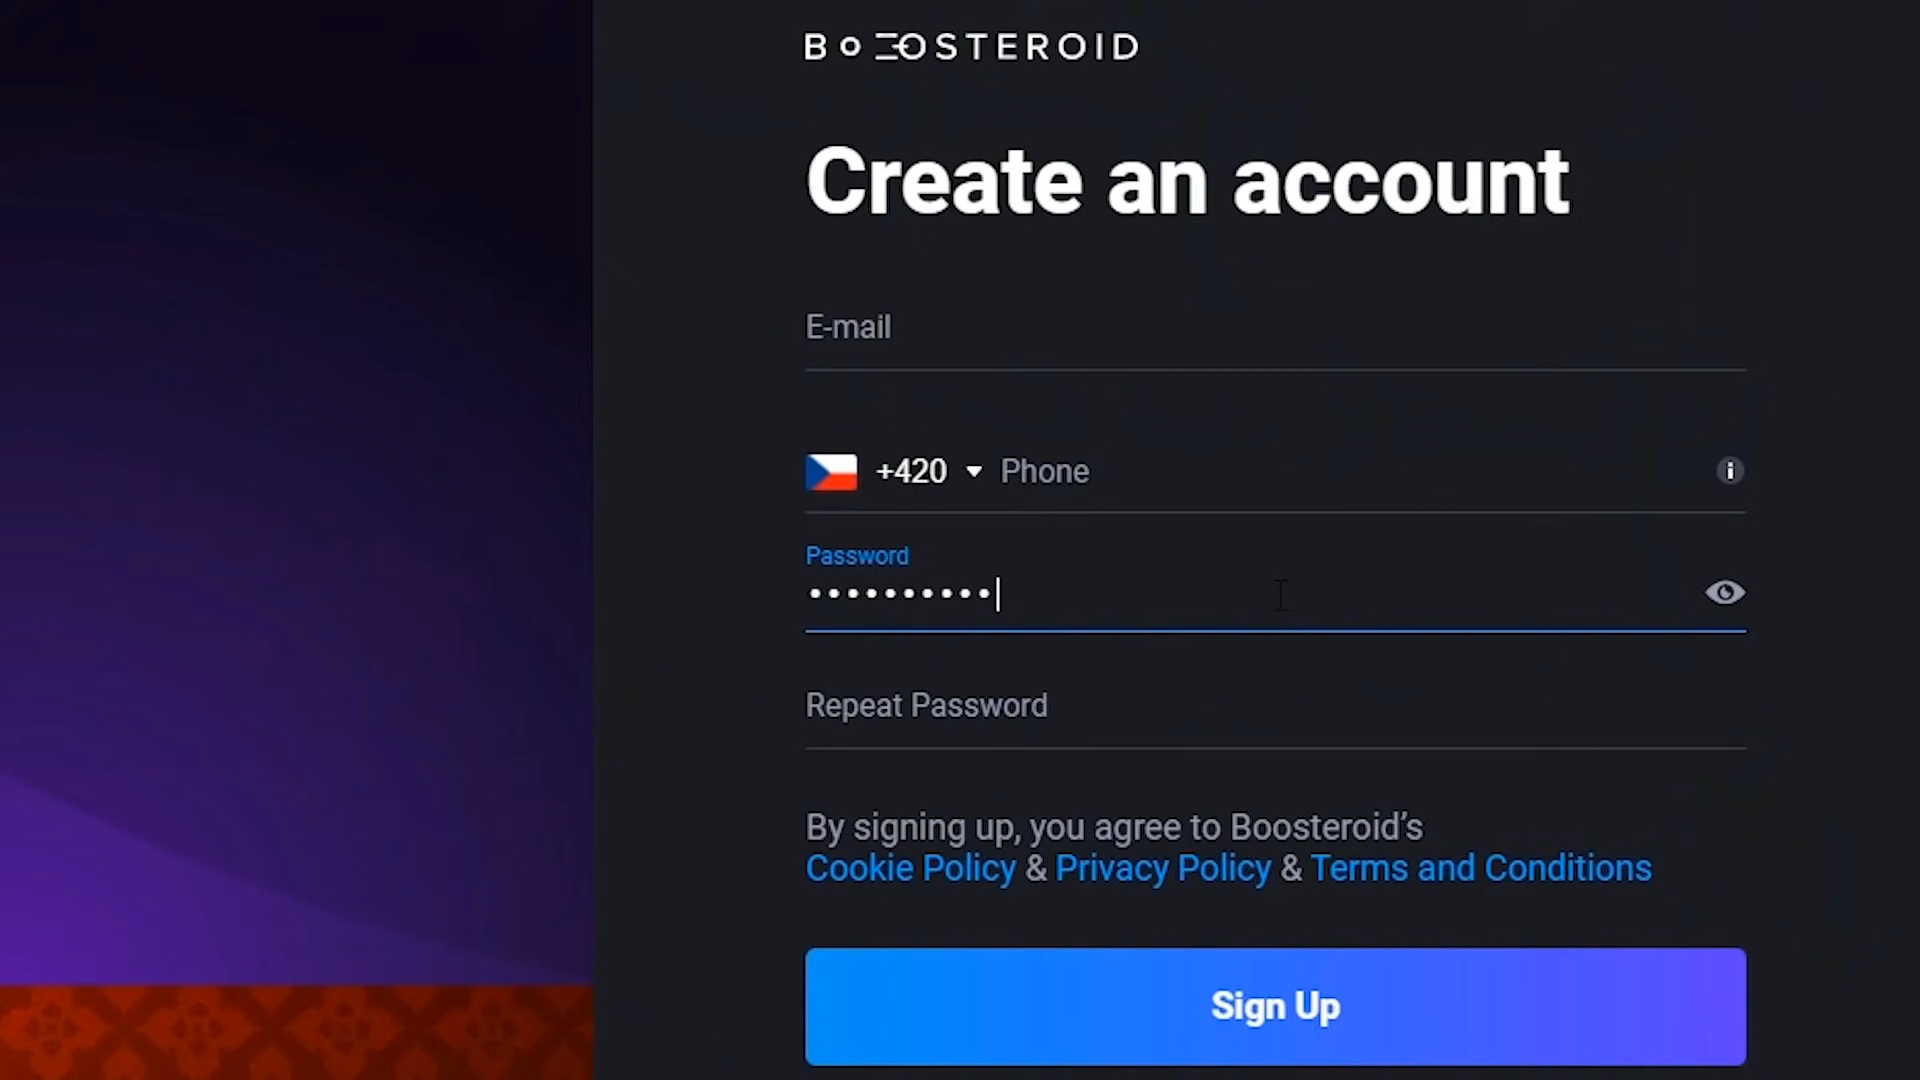 BOOSTEROID
Create an account
E-mail
+420 Phone
Password
••••••••••
Repeat Password
By signing up, you agree to Boosteroid’s
Cookie Policy & Privacy Policy & Terms and Conditions
Sign Up